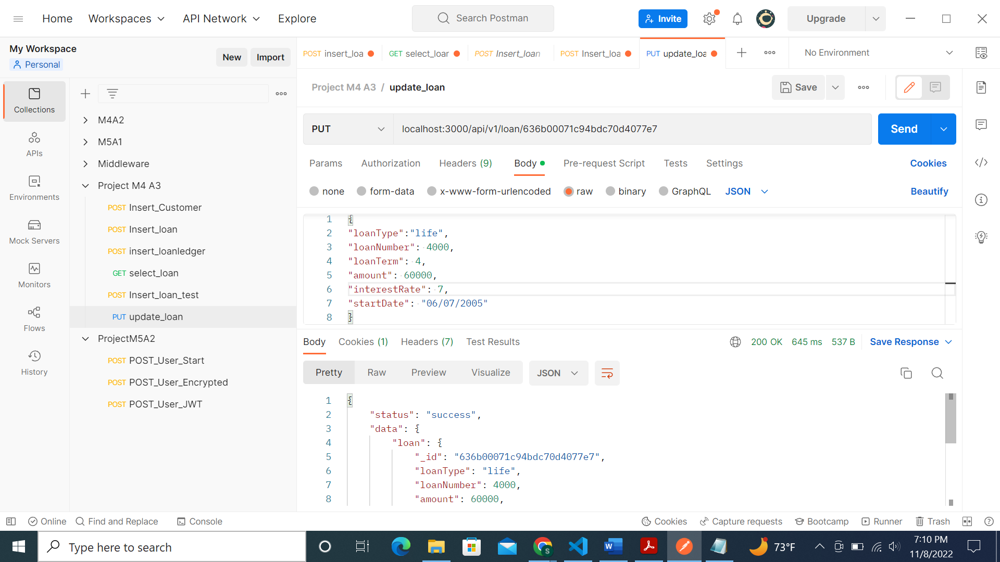 Home
Workspaces
API Network
Explore
Search Postman
Invite
Upgrade
My Workspace
Personal
New
Import
POST insert_loa
GET select_loar
POST Insert_loan
POST Insert_loa
PUT update_loa
No Environment
Collections
APIs
Environments
Mock Servers
Monitors
Flows
History
M4A2
M5A1
Middleware
Project M4 A3
POST Insert_Customer
POST Insert_loan
POST insert_loanledger
GET select_loan
POST Insert_loan_test
PUT update_loan
ProjectM5A2
POST POST_User_Start
POST POST_User_Encrypted
POST POST_User_JWT
Project M4 A3 / update_loan
Save
PUT
localhost:3000/api/v1/loan/636b00071c94bdc70d4077e7
Send
Params Authorization Headers (9) Body Pre-request Script Tests Settings Cookies
none form-data x-www-form-urlencoded raw binary GraphQL JSON Beautify
1 {
2 "loanType":"life",
3 "loanNumber": 4000,
4 "loanTerm": 4,
5 "amount": 60000,
6 "interestRate": 7,
7 "startDate": "06/07/2005"
8 }
Body Cookies (1) Headers (7) Test Results 200 OK 645 ms 537 B Save Response
Pretty Raw Preview Visualize JSON
1 {
2 "status": "success",
3 "data": {
4 "loan": {
5 "_id": "636b00071c94bdc70d4077e7",
6 "loanType": "life",
7 "loanNumber": 4000,
8 "amount": 60000,
Online Find and Replace Console Cookies Capture requests Bootcamp Runner Trash
Type here to search
S
W
73°F
7:10 PM
11/8/2022